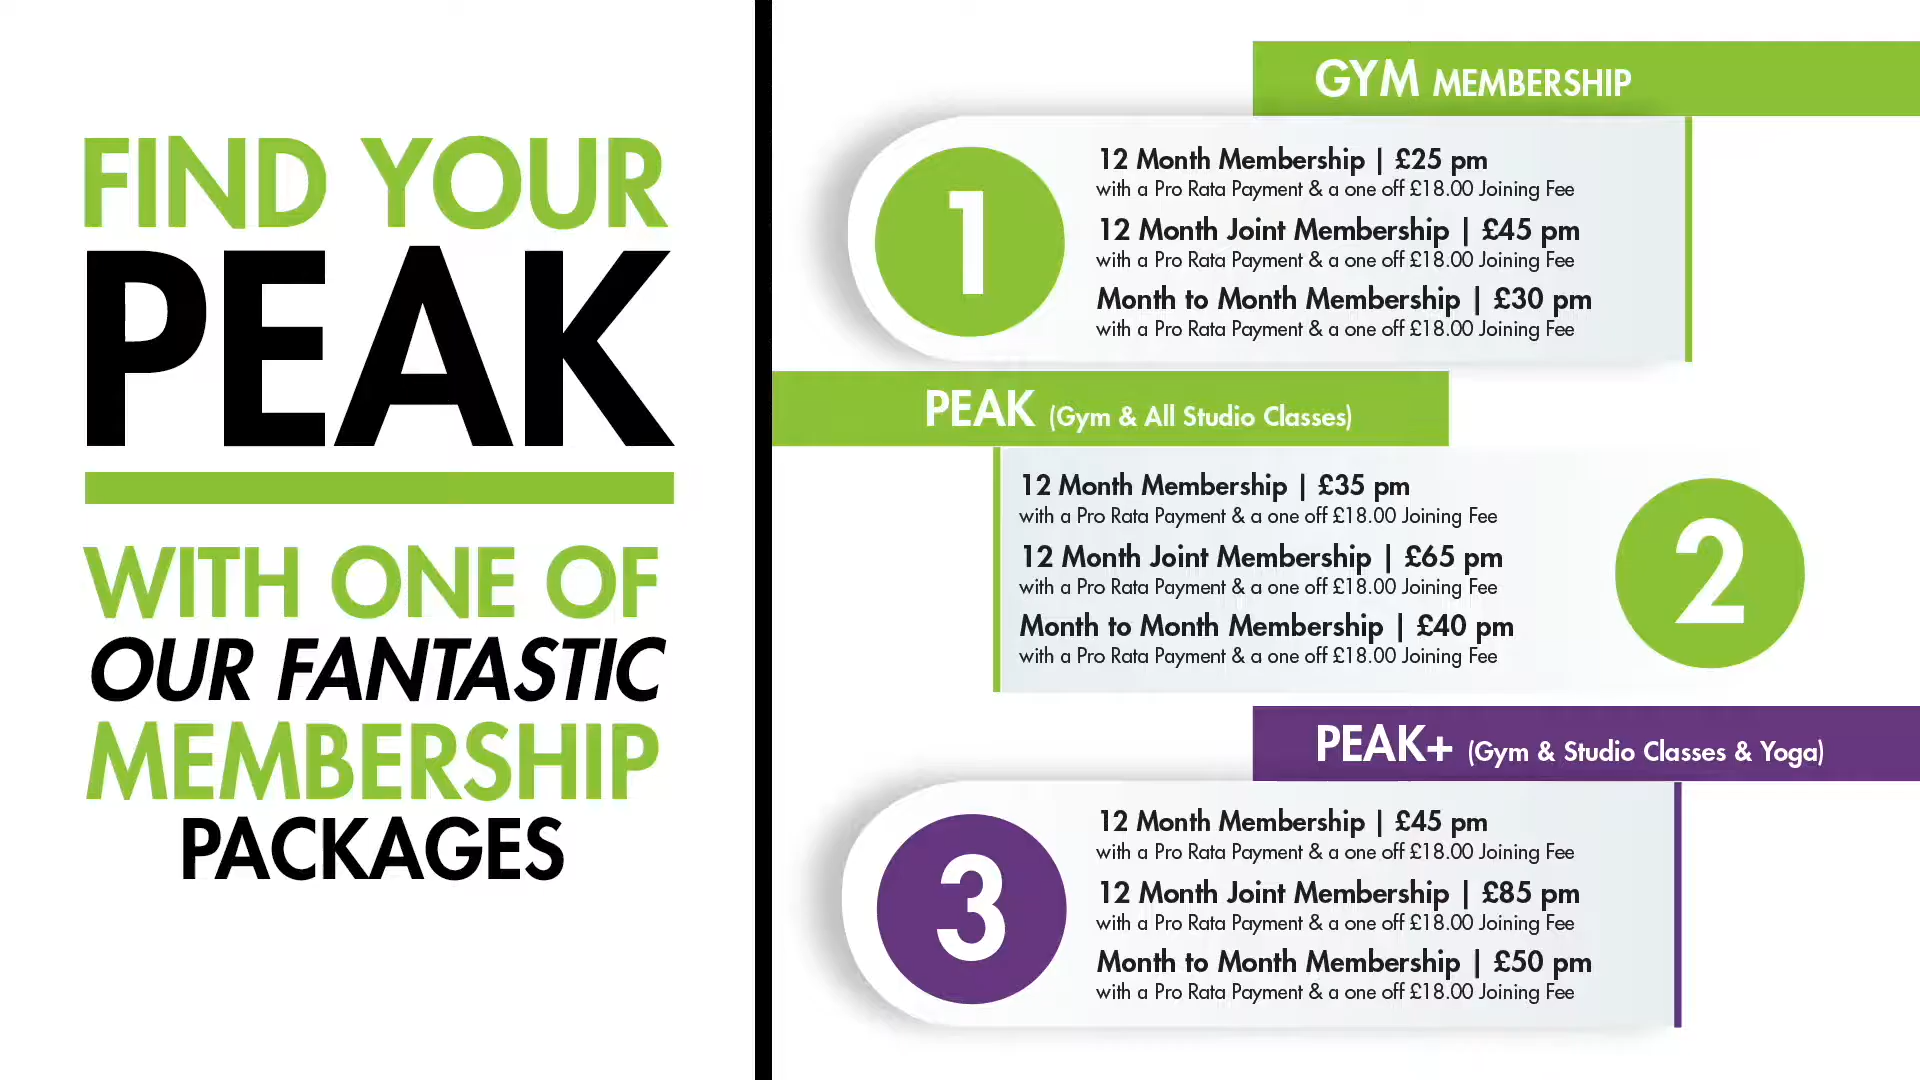 FIND YOUR
PEAK
WITH ONE OF
OUR FANTASTIC
MEMBERSHIP
PACKAGES
GYM MEMBERSHIP
1
12 Month Membership | £25 pm
with a Pro Rata Payment & a one off £18.00 Joining Fee
12 Month Joint Membership | £45 pm
with a Pro Rata Payment & a one off £18.00 Joining Fee
Month to Month Membership | £30 pm
with a Pro Rata Payment & a one off £18.00 Joining Fee
PEAK (Gym & All Studio Classes)
12 Month Membership | £35 pm
with a Pro Rata Payment & a one off £18.00 Joining Fee
12 Month Joint Membership | £65 pm
with a Pro Rata Payment & a one off £18.00 Joining Fee
Month to Month Membership | £40 pm
with a Pro Rata Payment & a one off £18.00 Joining Fee
2
PEAK+ (Gym & Studio Classes & Yoga)
3
12 Month Membership | £45 pm
with a Pro Rata Payment & a one off £18.00 Joining Fee
12 Month Joint Membership | £85 pm
with a Pro Rata Payment & a one off £18.00 Joining Fee
Month to Month Membership | £50 pm
with a Pro Rata Payment & a one off £18.00 Joining Fee